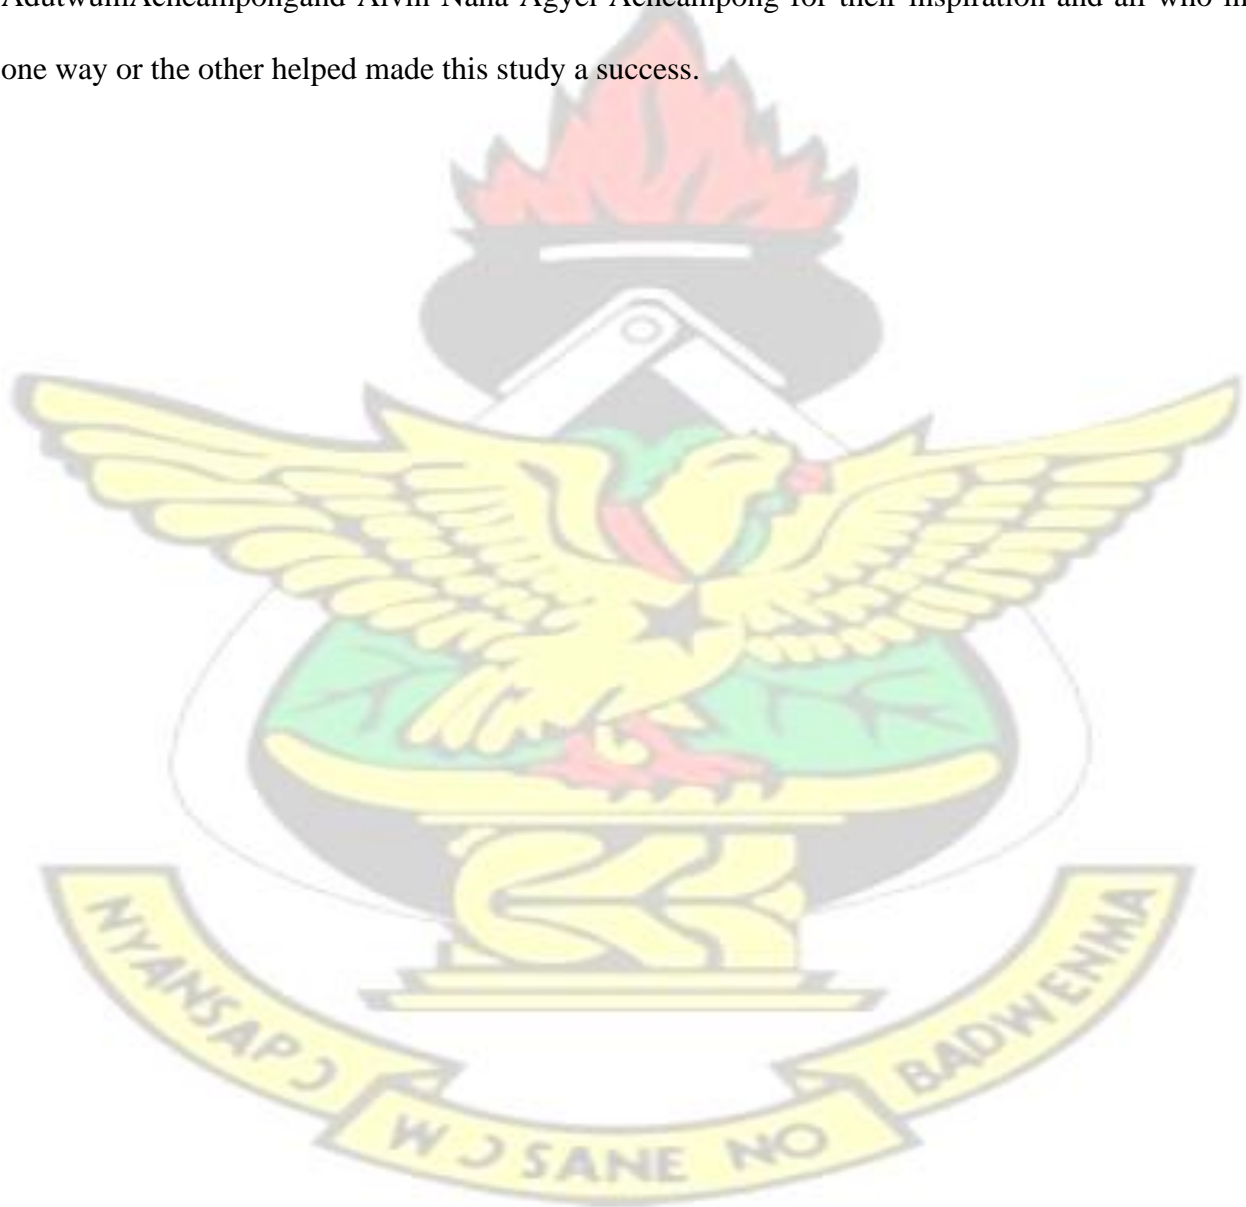 AdutwumAcheampongand Alvin Nana Agyei Acheampong for their inspiration and all who in
one way or the other helped made this study a success.
NYANSAPƆ
WƆSANE NO
BADWENMA